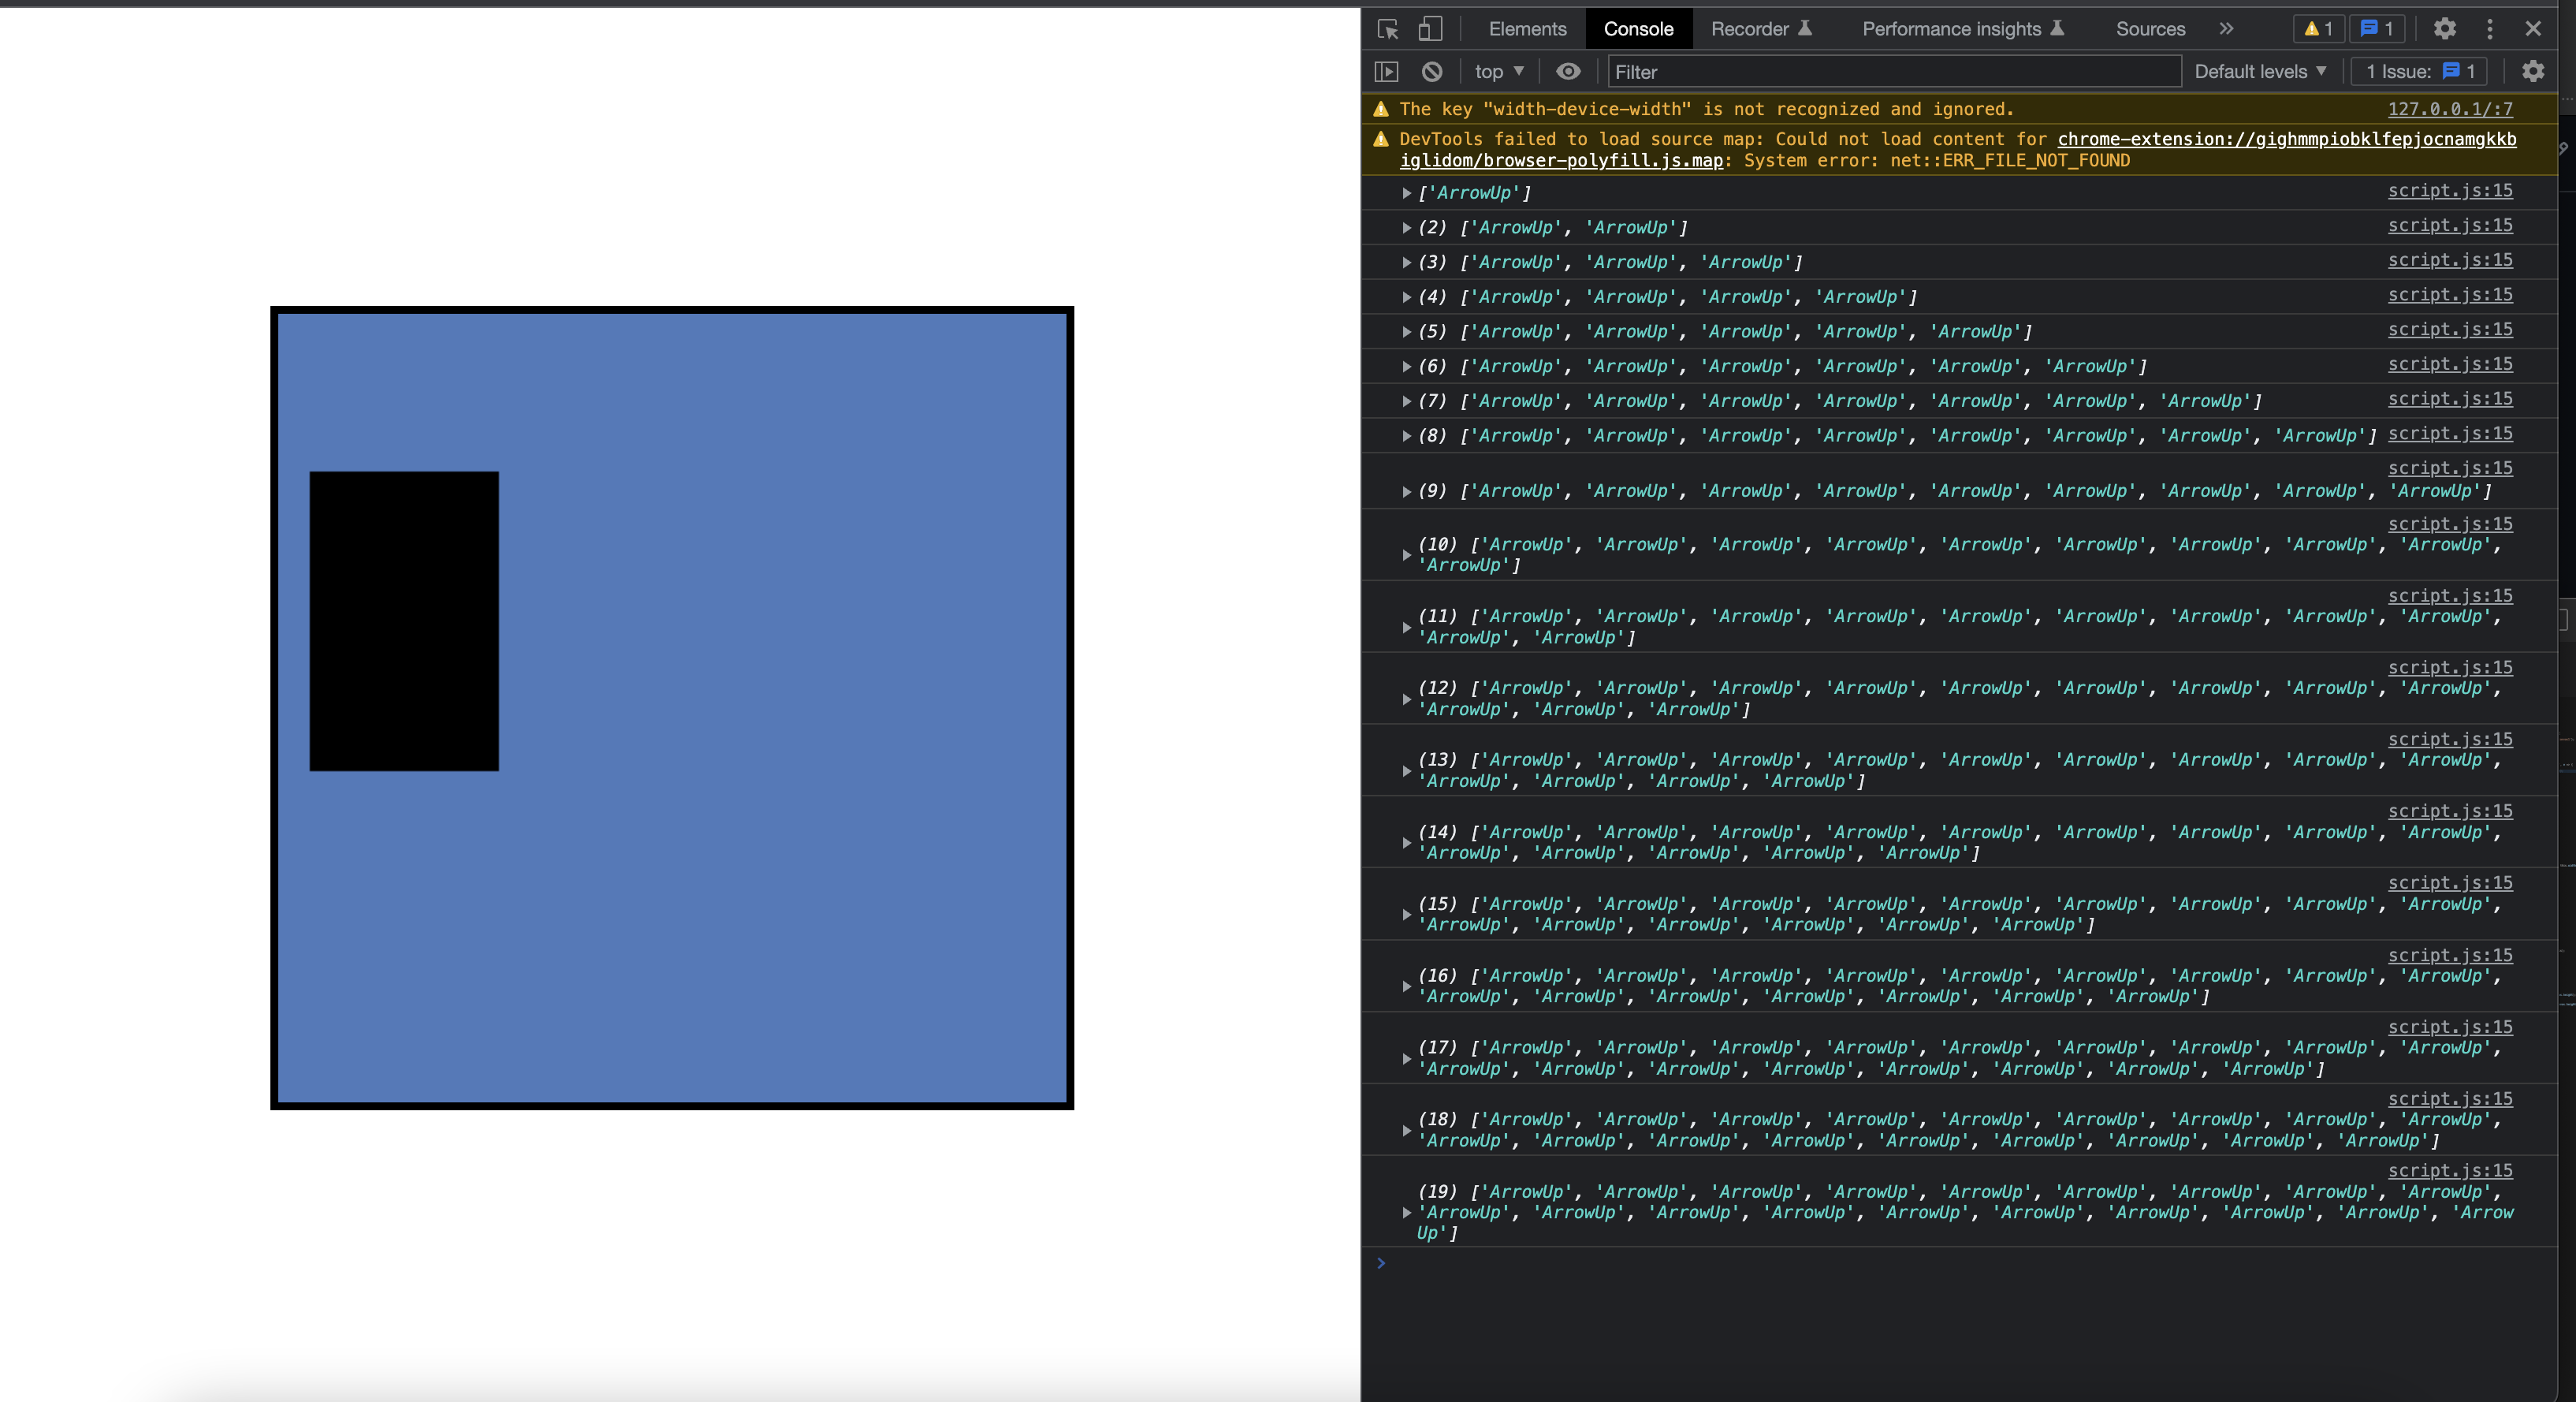 Elements Console Recorder Performance insights Sources 1 1
top Filter Default levels 1 Issue: 1
The key "width-device-width" is not recognized and ignored. 127.0.0.1/:7
DevTools failed to load source map: Could not load content for chrome-extension://gighmmpiobklfepjocnamgkkb
iglidom/browser-polyfill.js.map: System error: net::ERR_FILE_NOT_FOUND
['ArrowUp'] script.js:15
(2) ['ArrowUp', 'ArrowUp'] script.js:15
(3) ['ArrowUp', 'ArrowUp', 'ArrowUp'] script.js:15
(4) ['ArrowUp', 'ArrowUp', 'ArrowUp', 'ArrowUp'] script.js:15
(5) ['ArrowUp', 'ArrowUp', 'ArrowUp', 'ArrowUp', 'ArrowUp'] script.js:15
(6) ['ArrowUp', 'ArrowUp', 'ArrowUp', 'ArrowUp', 'ArrowUp', 'ArrowUp'] script.js:15
(7) ['ArrowUp', 'ArrowUp', 'ArrowUp', 'ArrowUp', 'ArrowUp', 'ArrowUp', 'ArrowUp'] script.js:15
(8) ['ArrowUp', 'ArrowUp', 'ArrowUp', 'ArrowUp', 'ArrowUp', 'ArrowUp', 'ArrowUp', 'ArrowUp'] script.js:15
script.js:15
(9) ['ArrowUp', 'ArrowUp', 'ArrowUp', 'ArrowUp', 'ArrowUp', 'ArrowUp', 'ArrowUp', 'ArrowUp', 'ArrowUp']
script.js:15
(10) ['ArrowUp', 'ArrowUp', 'ArrowUp', 'ArrowUp', 'ArrowUp', 'ArrowUp', 'ArrowUp', 'ArrowUp', 'ArrowUp',
'ArrowUp']
script.js:15
(11) ['ArrowUp', 'ArrowUp', 'ArrowUp', 'ArrowUp', 'ArrowUp', 'ArrowUp', 'ArrowUp', 'ArrowUp', 'ArrowUp',
'ArrowUp', 'ArrowUp']
script.js:15
(12) ['ArrowUp', 'ArrowUp', 'ArrowUp', 'ArrowUp', 'ArrowUp', 'ArrowUp', 'ArrowUp', 'ArrowUp', 'ArrowUp',
'ArrowUp', 'ArrowUp', 'ArrowUp']
script.js:15
(13) ['ArrowUp', 'ArrowUp', 'ArrowUp', 'ArrowUp', 'ArrowUp', 'ArrowUp', 'ArrowUp', 'ArrowUp', 'ArrowUp',
'ArrowUp', 'ArrowUp', 'ArrowUp', 'ArrowUp']
script.js:15
(14) ['ArrowUp', 'ArrowUp', 'ArrowUp', 'ArrowUp', 'ArrowUp', 'ArrowUp', 'ArrowUp', 'ArrowUp', 'ArrowUp',
'ArrowUp', 'ArrowUp', 'ArrowUp', 'ArrowUp', 'ArrowUp']
script.js:15
(15) ['ArrowUp', 'ArrowUp', 'ArrowUp', 'ArrowUp', 'ArrowUp', 'ArrowUp', 'ArrowUp', 'ArrowUp', 'ArrowUp',
'ArrowUp', 'ArrowUp', 'ArrowUp', 'ArrowUp', 'ArrowUp', 'ArrowUp']
script.js:15
(16) ['ArrowUp', 'ArrowUp', 'ArrowUp', 'ArrowUp', 'ArrowUp', 'ArrowUp', 'ArrowUp', 'ArrowUp', 'ArrowUp',
'ArrowUp', 'ArrowUp', 'ArrowUp', 'ArrowUp', 'ArrowUp', 'ArrowUp', 'ArrowUp']
script.js:15
(17) ['ArrowUp', 'ArrowUp', 'ArrowUp', 'ArrowUp', 'ArrowUp', 'ArrowUp', 'ArrowUp', 'ArrowUp', 'ArrowUp',
'ArrowUp', 'ArrowUp', 'ArrowUp', 'ArrowUp', 'ArrowUp', 'ArrowUp', 'ArrowUp', 'ArrowUp']
script.js:15
(18) ['ArrowUp', 'ArrowUp', 'ArrowUp', 'ArrowUp', 'ArrowUp', 'ArrowUp', 'ArrowUp', 'ArrowUp', 'ArrowUp',
'ArrowUp', 'ArrowUp', 'ArrowUp', 'ArrowUp', 'ArrowUp', 'ArrowUp', 'ArrowUp', 'ArrowUp', 'ArrowUp']
script.js:15
(19) ['ArrowUp', 'ArrowUp', 'ArrowUp', 'ArrowUp', 'ArrowUp', 'ArrowUp', 'ArrowUp', 'ArrowUp', 'ArrowUp',
'ArrowUp', 'ArrowUp', 'ArrowUp', 'ArrowUp', 'ArrowUp', 'ArrowUp', 'ArrowUp', 'ArrowUp', 'ArrowUp', 'Arrow
Up']